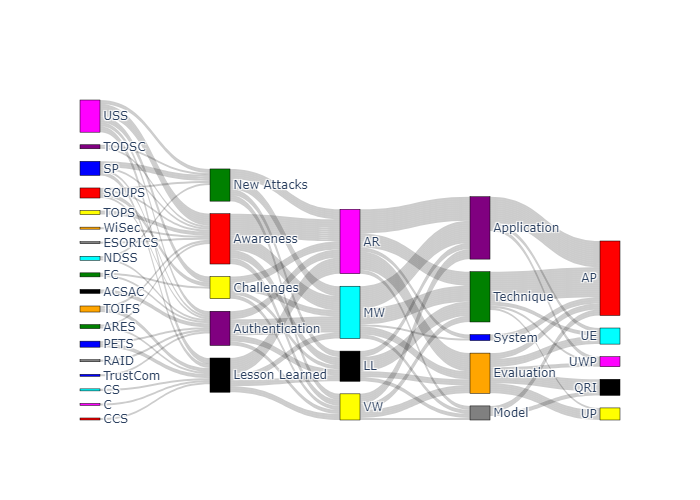 USS
TODSC
SP
SOUPS
TOPS
WiSec
ESORICS
NDSS
FC
ACSAC
TOIFS
ARES
PETS
RAID
TrustCom
CS
C
CCS
New Attacks
Awareness
Challenges
Authentication
Lesson Learned
AR
MW
LL
VW
Application
Technique
System
Evaluation
Model
AP
UE
UWP
QRI
UP